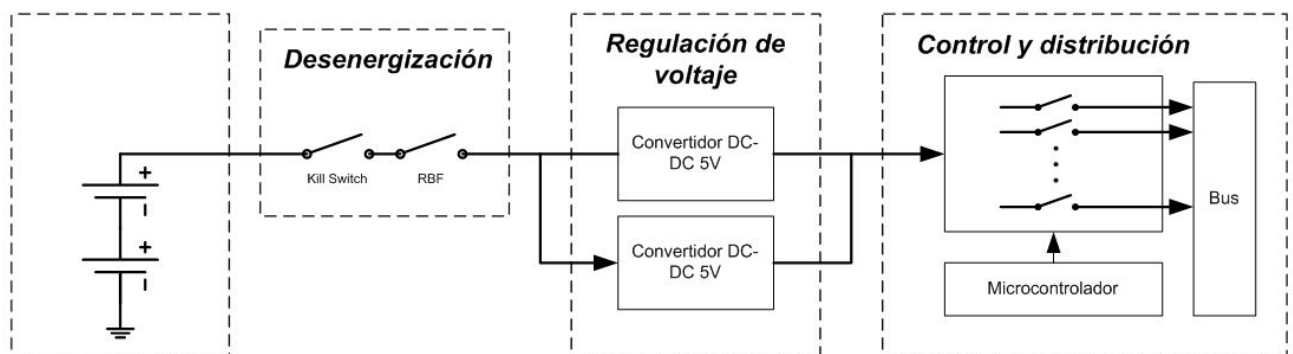 Desenergización
Kill Switch
RBF
+
+
Regulación de
voltaje
Convertidor DC-
DC 5V
Convertidor DC-
DC 5V
Control y distribución
Bus
Microcontrolador